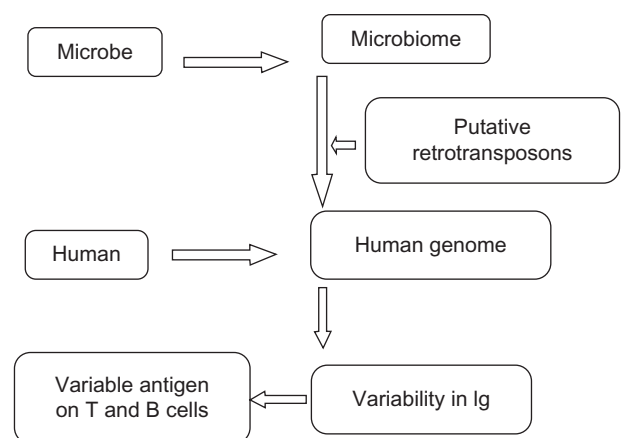 Microbe
Microbiome
Putative
retrotransposons
Human
Human genome
Variable antigen
on T and B cells
Variability in Ig